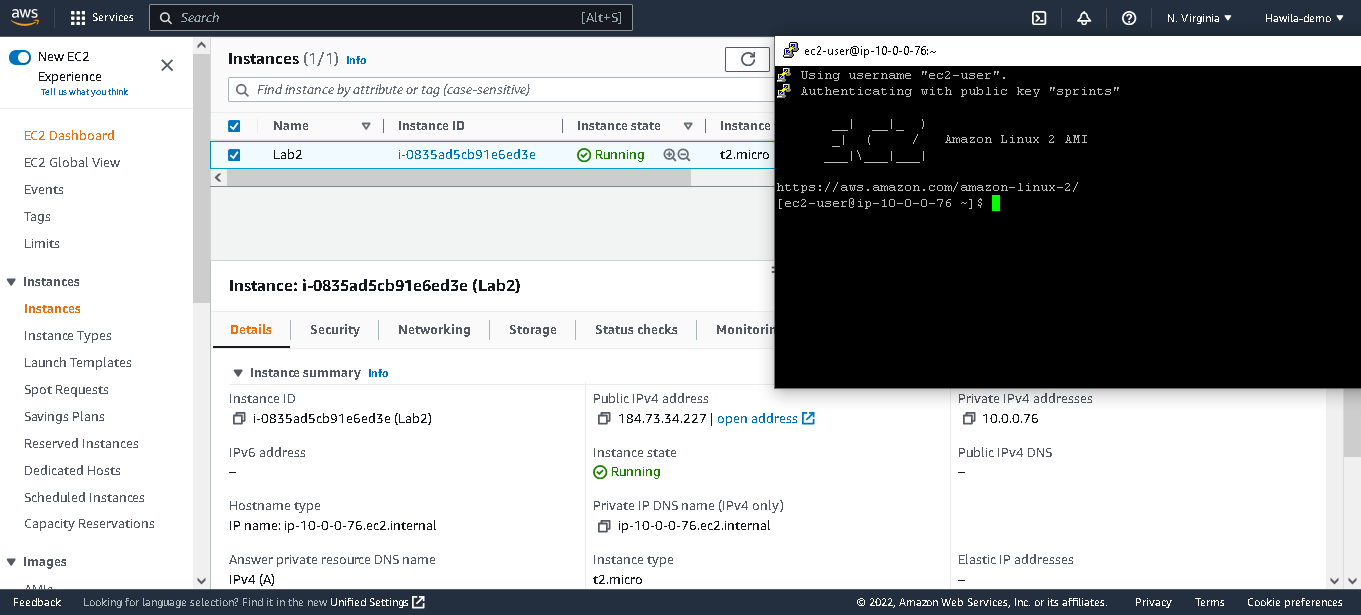 aws Services Search [Alt+S] N. Virginia Hawila-demo
New EC2
Experience
Tell us what you think
EC2 Dashboard
EC2 Global View
Events
Tags
Limits
Instances
Instances
Instance Types
Launch Templates
Spot Requests
Savings Plans
Reserved Instances
Dedicated Hosts
Scheduled Instances
Capacity Reservations
Images
AMIs
Instances (1/1) Info
Find instance by attribute or tag (case-sensitive)
Name Instance ID Instance state Instance
Lab2 i-0835ad5cb91e6ed3e Running t2.micro
Instance: i-0835ad5cb91e6ed3e (Lab2)
Details Security Networking Storage Status checks Monitorin
Instance summary Info
Instance ID Public IPv4 address Private IPv4 addresses
i-0835ad5cb91e6ed3e (Lab2) 184.73.34.227 | open address 10.0.0.76
IPv6 address Instance state Public IPv4 DNS
– Running –
Hostname type Private IP DNS name (IPv4 only)
IP name: ip-10-0-0-76.ec2.internal ip-10-0-0-76.ec2.internal
Answer private resource DNS name Instance type Elastic IP addresses
IPv4 (A) t2.micro –
ec2-user@ip-10-0-0-76:~
Using username "ec2-user".
Authenticating with public key "sprints"
__|  __|_  )
_|  (     /   Amazon Linux 2 AMI
___|\___|___|
https://aws.amazon.com/amazon-linux-2/
[ec2-user@ip-10-0-0-76 ~]$
Feedback Looking for language selection? Find it in the new Unified Settings © 2022, Amazon Web Services, Inc. or its affiliates. Privacy Terms Cookie preferences